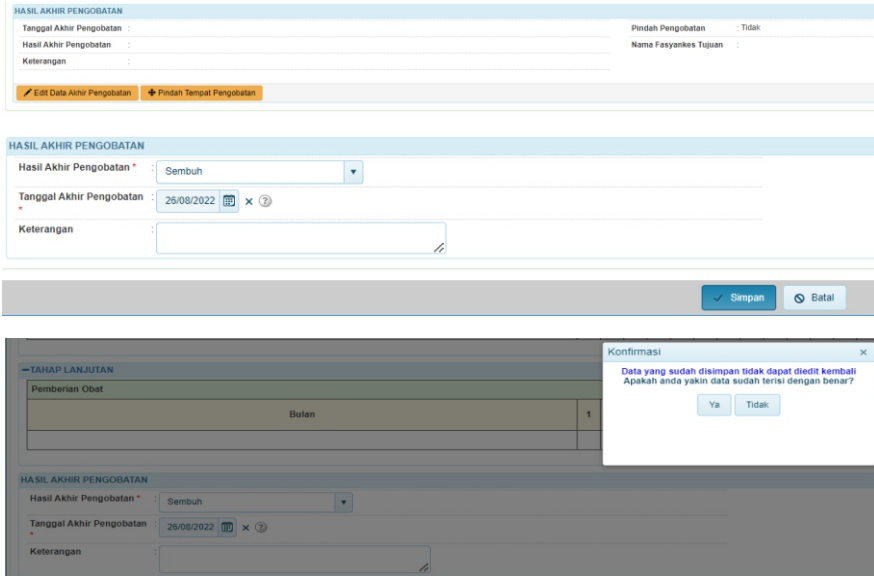 HASIL AKHIR PENGOBATAN
Tanggal Akhir Pengobatan : Pindah Pengobatan : Tidak
Hasil Akhir Pengobatan : Nama Fasyankes Tujuan :
Keterangan :
Edit Data Akhir Pengobatan Pindah Tempat Pengobatan
HASIL AKHIR PENGOBATAN
Hasil Akhir Pengobatan * : Sembuh
Tanggal Akhir Pengobatan * : 26/08/2022
Keterangan :
Simpan Batal
Konfirmasi
Data yang sudah disimpan tidak dapat diedit kembali
Apakah anda yakin data sudah terisi dengan benar?
Ya Tidak
TAHAP LANJUTAN
Pemberian Obat
Bulan 1
HASIL AKHIR PENGOBATAN
Hasil Akhir Pengobatan * : Sembuh
Tanggal Akhir Pengobatan * : 26/08/2022
Keterangan :